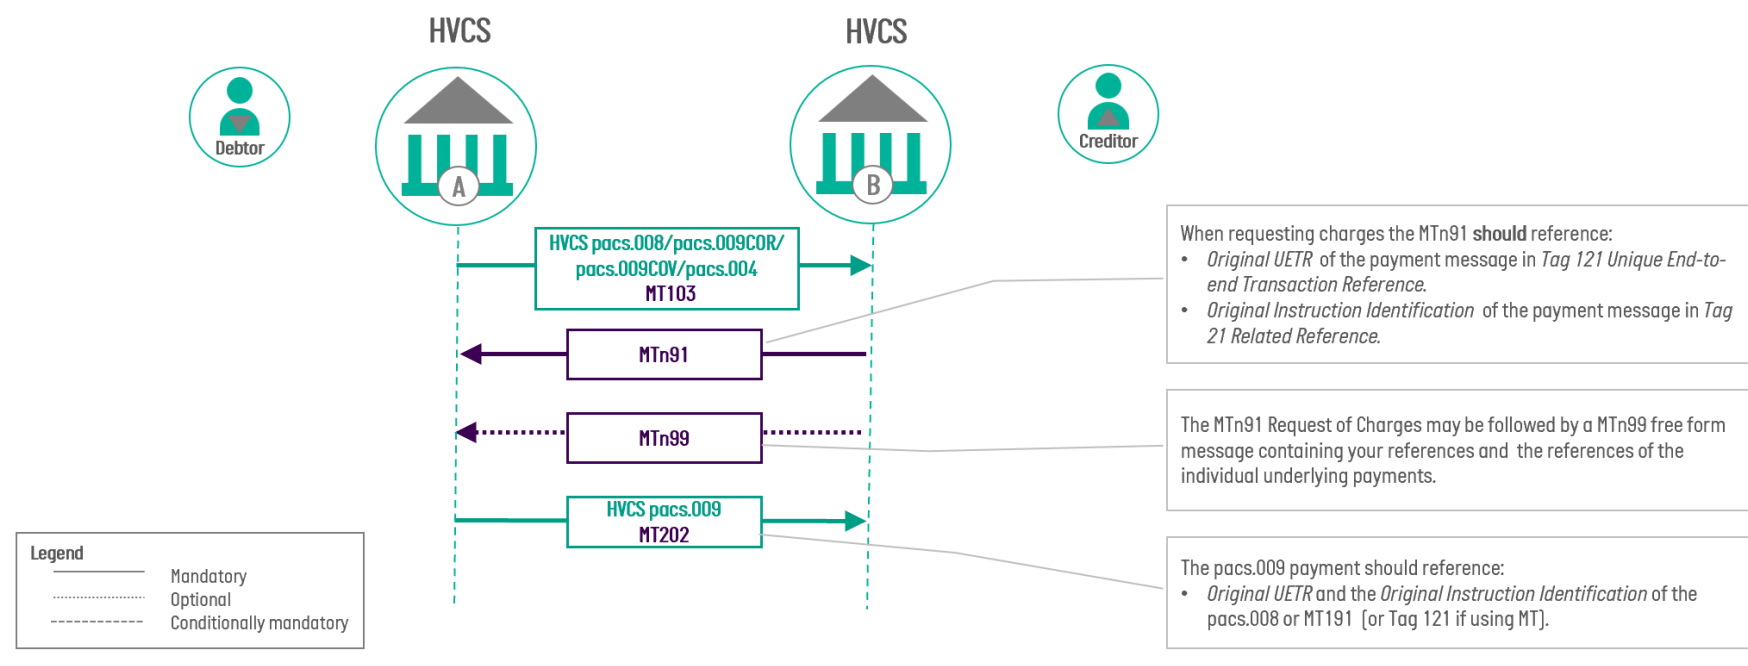 HVCS
HVCS
Debtor
A
B
Creditor
HVCS pacs.008/pacs.009COR/
pacs.009COV/pacs.004
MT103
When requesting charges the MTn91 should reference:
• Original UETR of the payment message in Tag 121 Unique End-to-
end Transaction Reference.
• Original Instruction Identification of the payment message in Tag
21 Related Reference.
MTn91
MTn99
The MTn91 Request of Charges may be followed by a MTn99 free form
message containing your references and the references of the
individual underlying payments.
HVCS pacs.009
MT202
The pacs.009 payment should reference:
• Original UETR and the Original Instruction Identification of the
pacs.008 or MT191 (or Tag 121 if using MT).
Legend
Mandatory
Optional
Conditionally mandatory